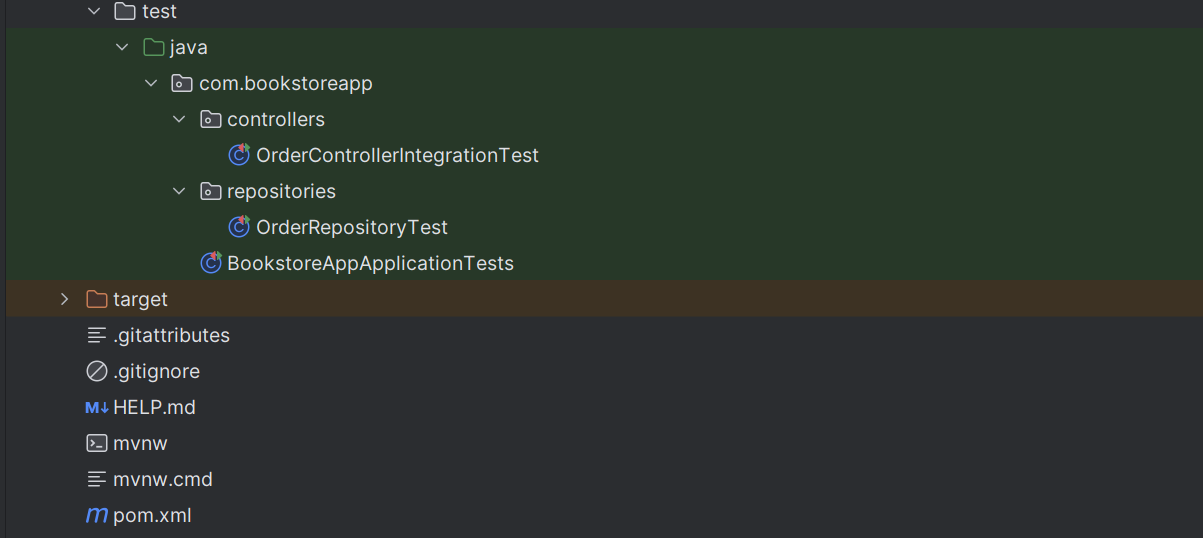 test
java
com.bookstoreapp
controllers
OrderControllerIntegrationTest
repositories
OrderRepositoryTest
BookstoreAppApplicationTests
target
.gitattributes
.gitignore
HELP.md
mvnw
mvnw.cmd
pom.xml